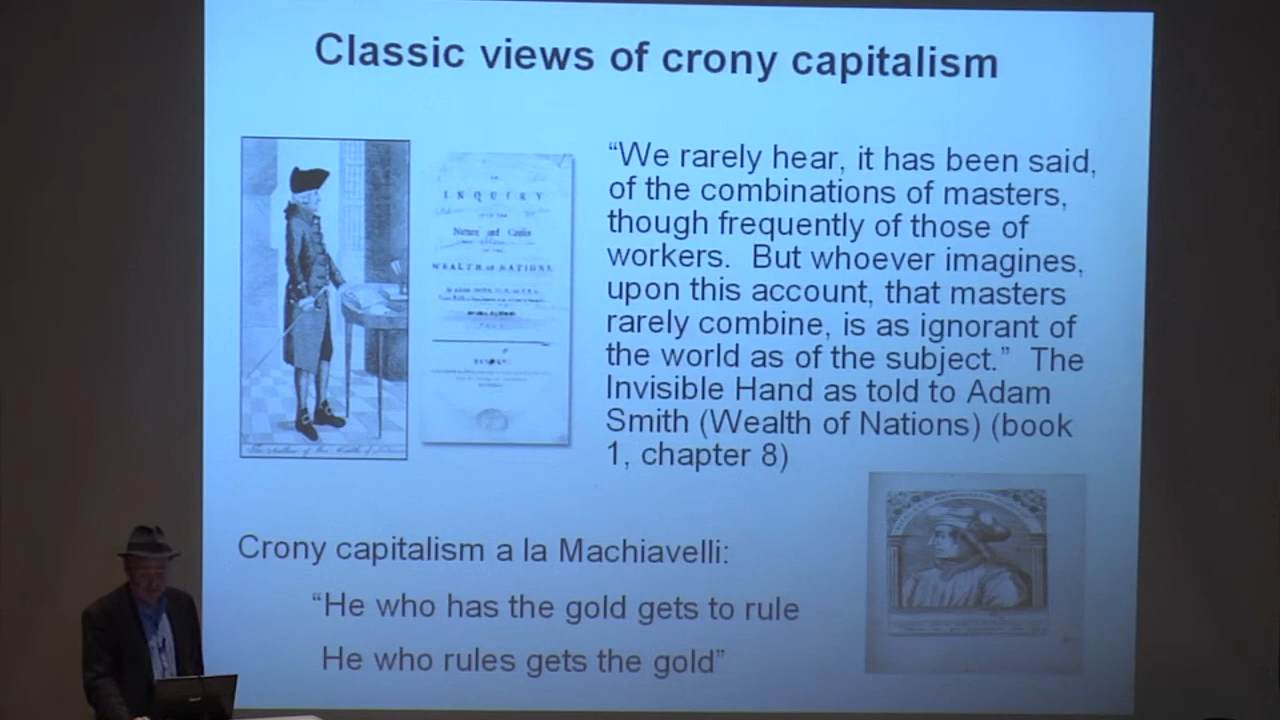 Classic views of crony capitalism
INQUIRY
Nature and Causes
WEALTH OF NATIONS
“We rarely hear, it has been said,
of the combinations of masters,
though frequently of those of
workers. But whoever imagines,
upon this account, that masters
rarely combine, is as ignorant of
the world as of the subject.” The
Invisible Hand as told to Adam
Smith (Wealth of Nations) (book
1, chapter 8)
Crony capitalism a la Machiavelli:
“He who has the gold gets to rule
He who rules gets the gold”